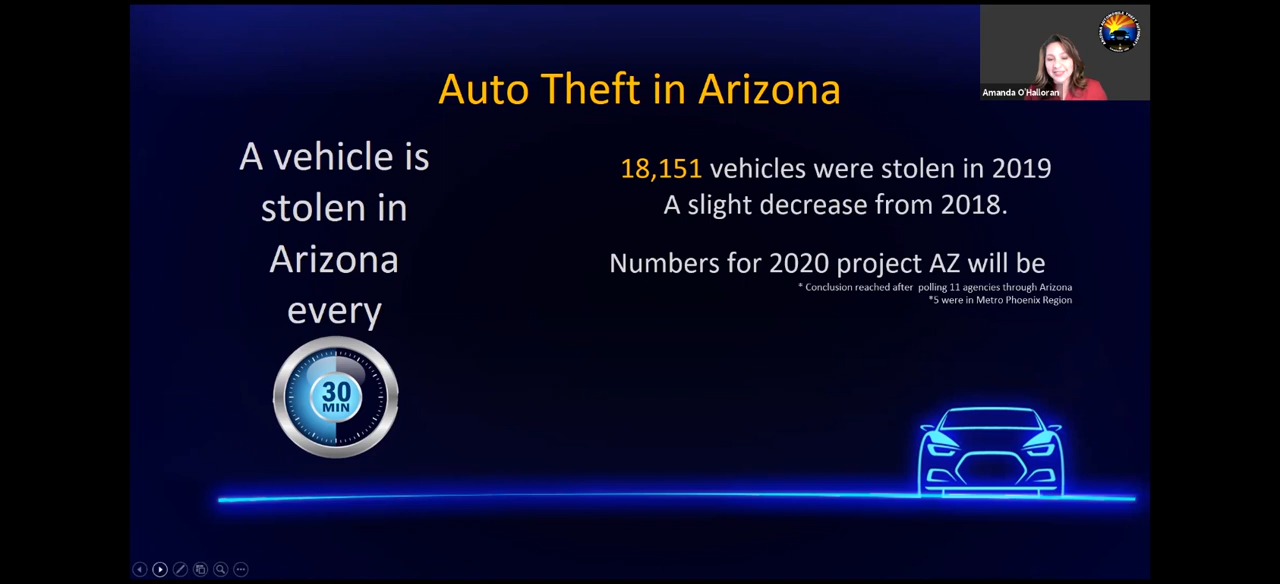 Auto Theft in Arizona
Amanda O'Halloran
A vehicle is
stolen in
Arizona
every
30
MIN
18,151 vehicles were stolen in 2019
A slight decrease from 2018.
Numbers for 2020 project AZ will be
* Conclusion reached after polling 11 agencies through Arizona
*5 were in Metro Phoenix Region